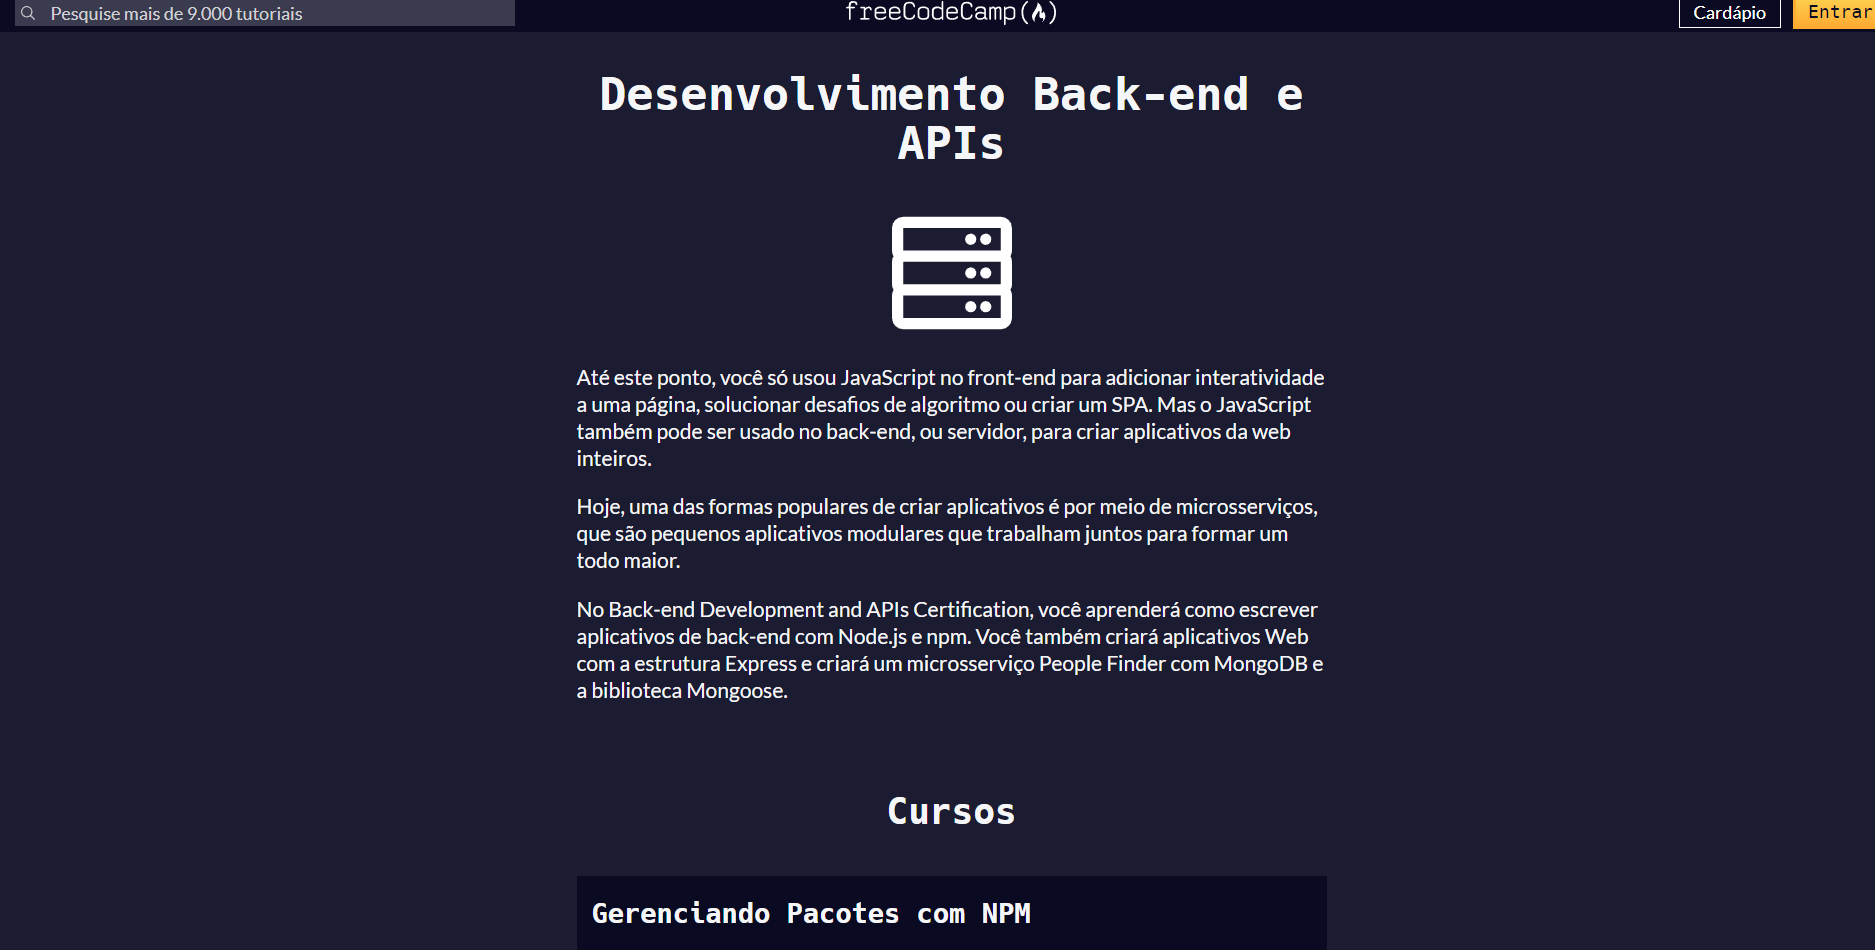 Pesquise mais de 9.000 tutoriais
freeCodeCamp(🔥)
Cardápio
Entrar
Desenvolvimento Back-end e
APIs
Até este ponto, você só usou JavaScript no front-end para adicionar interatividade
a uma página, solucionar desafios de algoritmo ou criar um SPA. Mas o JavaScript
também pode ser usado no back-end, ou servidor, para criar aplicativos da web
inteiros.
Hoje, uma das formas populares de criar aplicativos é por meio de microsserviços,
que são pequenos aplicativos modulares que trabalham juntos para formar um
todo maior.
No Back-end Development and APIs Certification, você aprenderá como escrever
aplicativos de back-end com Node.js e npm. Você também criará aplicativos Web
com a estrutura Express e criará um microsserviço People Finder com MongoDB e
a biblioteca Mongoose.
Cursos
Gerenciando Pacotes com NPM